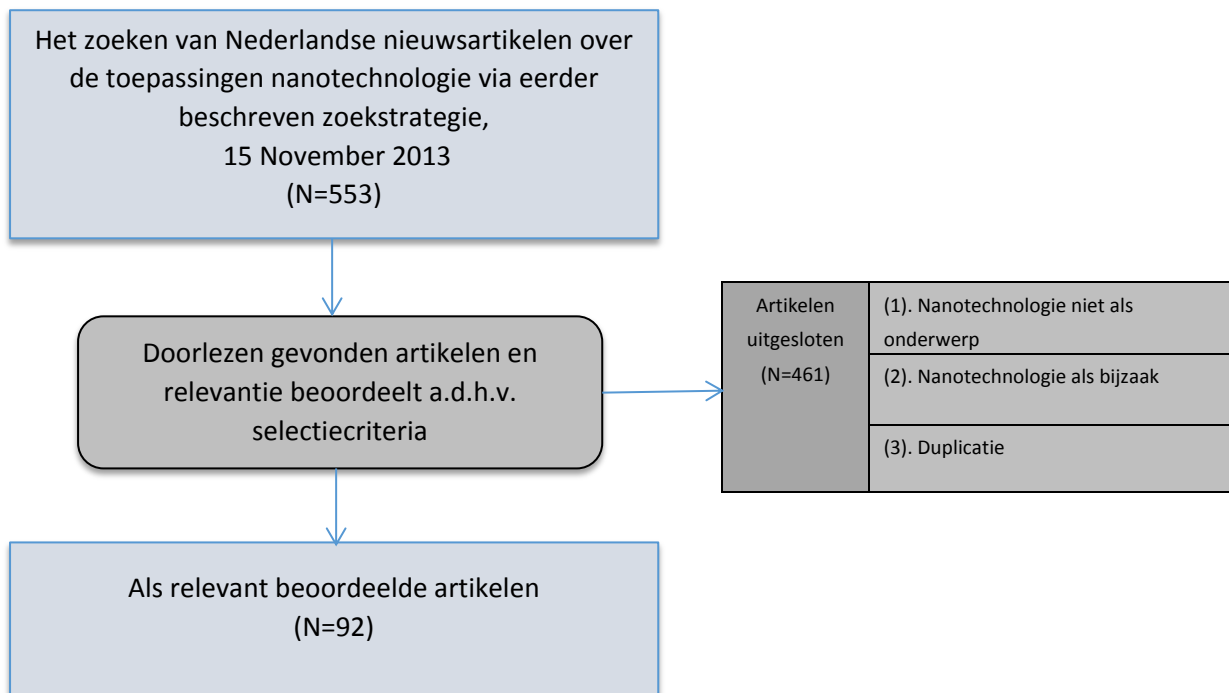 Het zoeken van Nederlandse nieuwsartikelen over
de toepassingen nanotechnologie via eerder
beschreven zoekstrategie,
15 November 2013
(N=553)
Doorlezen gevonden artikelen en
relevantie beoordeelt a.d.h.v.
selectiecriteria
Artikelen
uitgesloten
(N=461)
(1). Nanotechnologie niet als
onderwerp
(2). Nanotechnologie als bijzaak
(3). Duplicatie
Als relevant beoordeelde artikelen
(N=92)